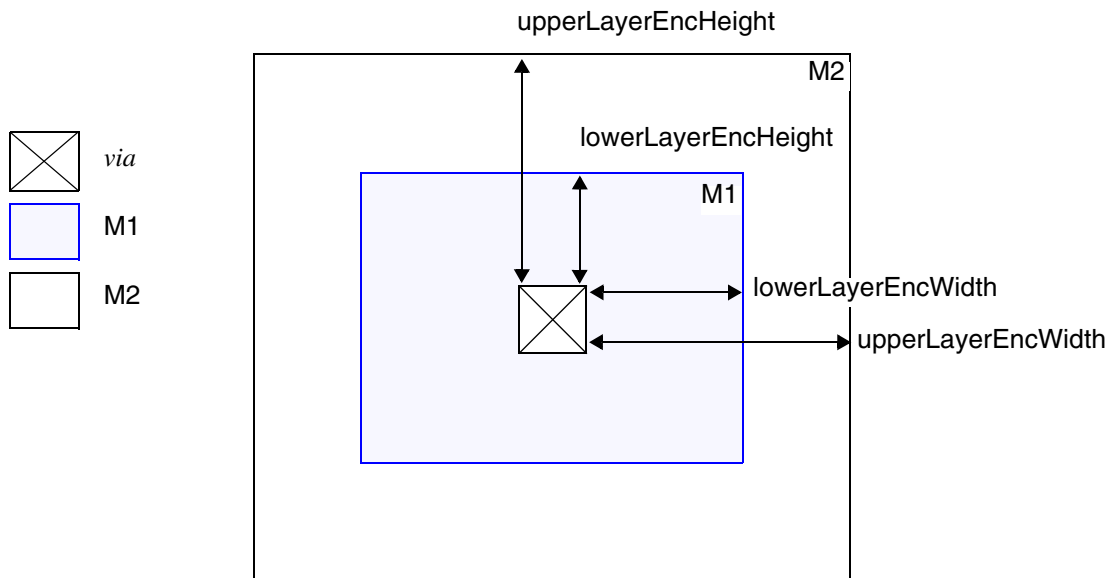 upperLayerEncHeight
M2
lowerLayerEncHeight
via
M1
M1
M2
lowerLayerEncWidth
upperLayerEncWidth